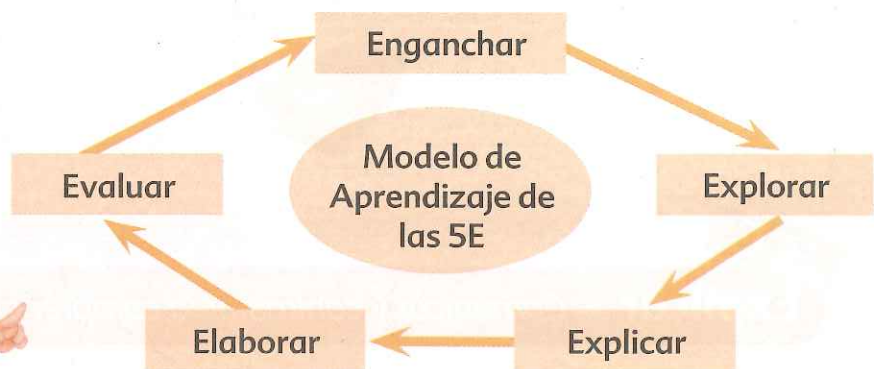 Enganchar
Modelo de
Aprendizaje de
las 5E
Evaluar
Explorar
Elaborar
Explicar